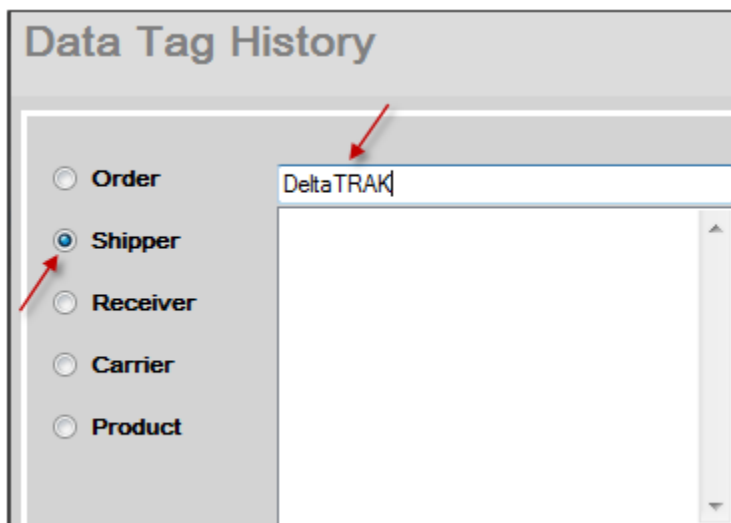 Data Tag History
Order
DeltaTRAK
Shipper
Receiver
Carrier
Product